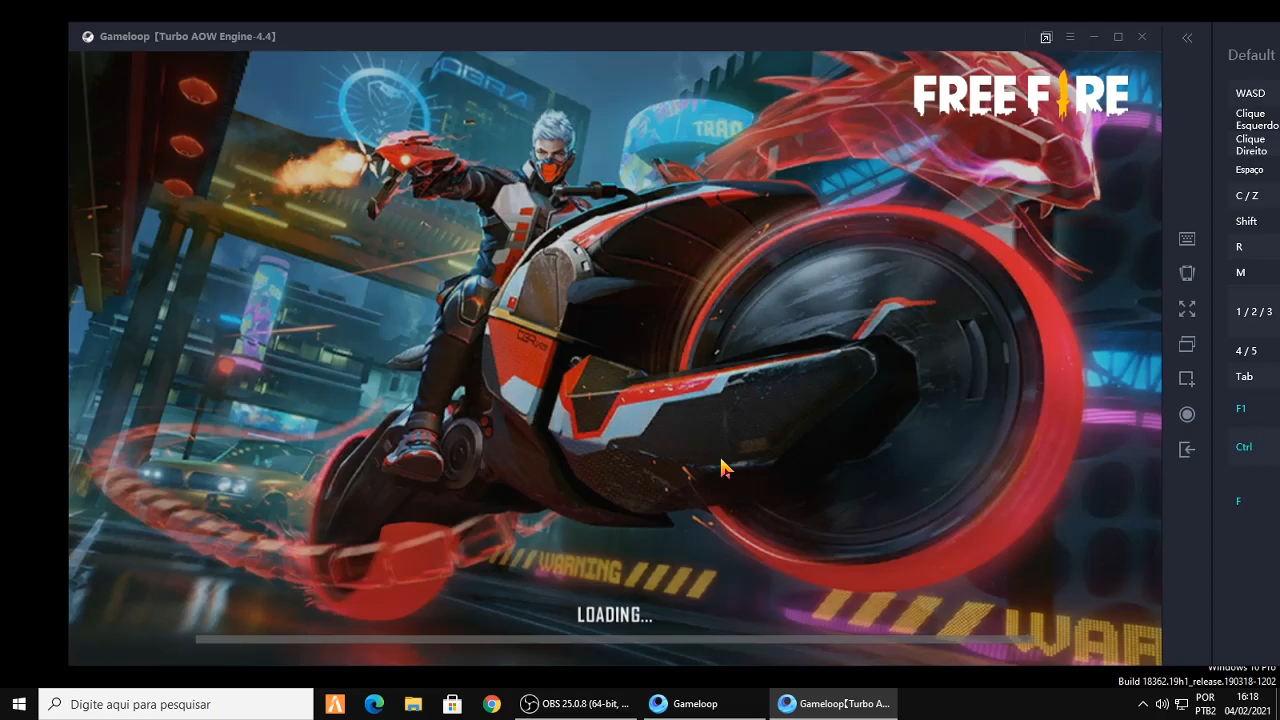 Gameloop【Turbo AOW Engine-4.4】
FREE FIRE
Default
WASD
Clique
Esquerdo
Clique
Direito
Espaço
C / Z
Shift
R
M
1 / 2 / 3
4 / 5
Tab
F1
Ctrl
F
COBRA
WARNING
LOADING...
WAR
Windows 10 Pro
Build 18362.19h1_release.190318-1202
Digite aqui para pesquisar
OBS 25.0.8 (64-bit, ...
Gameloop
Gameloop【Turbo A...
POR
PTB2
16:18
04/02/2021